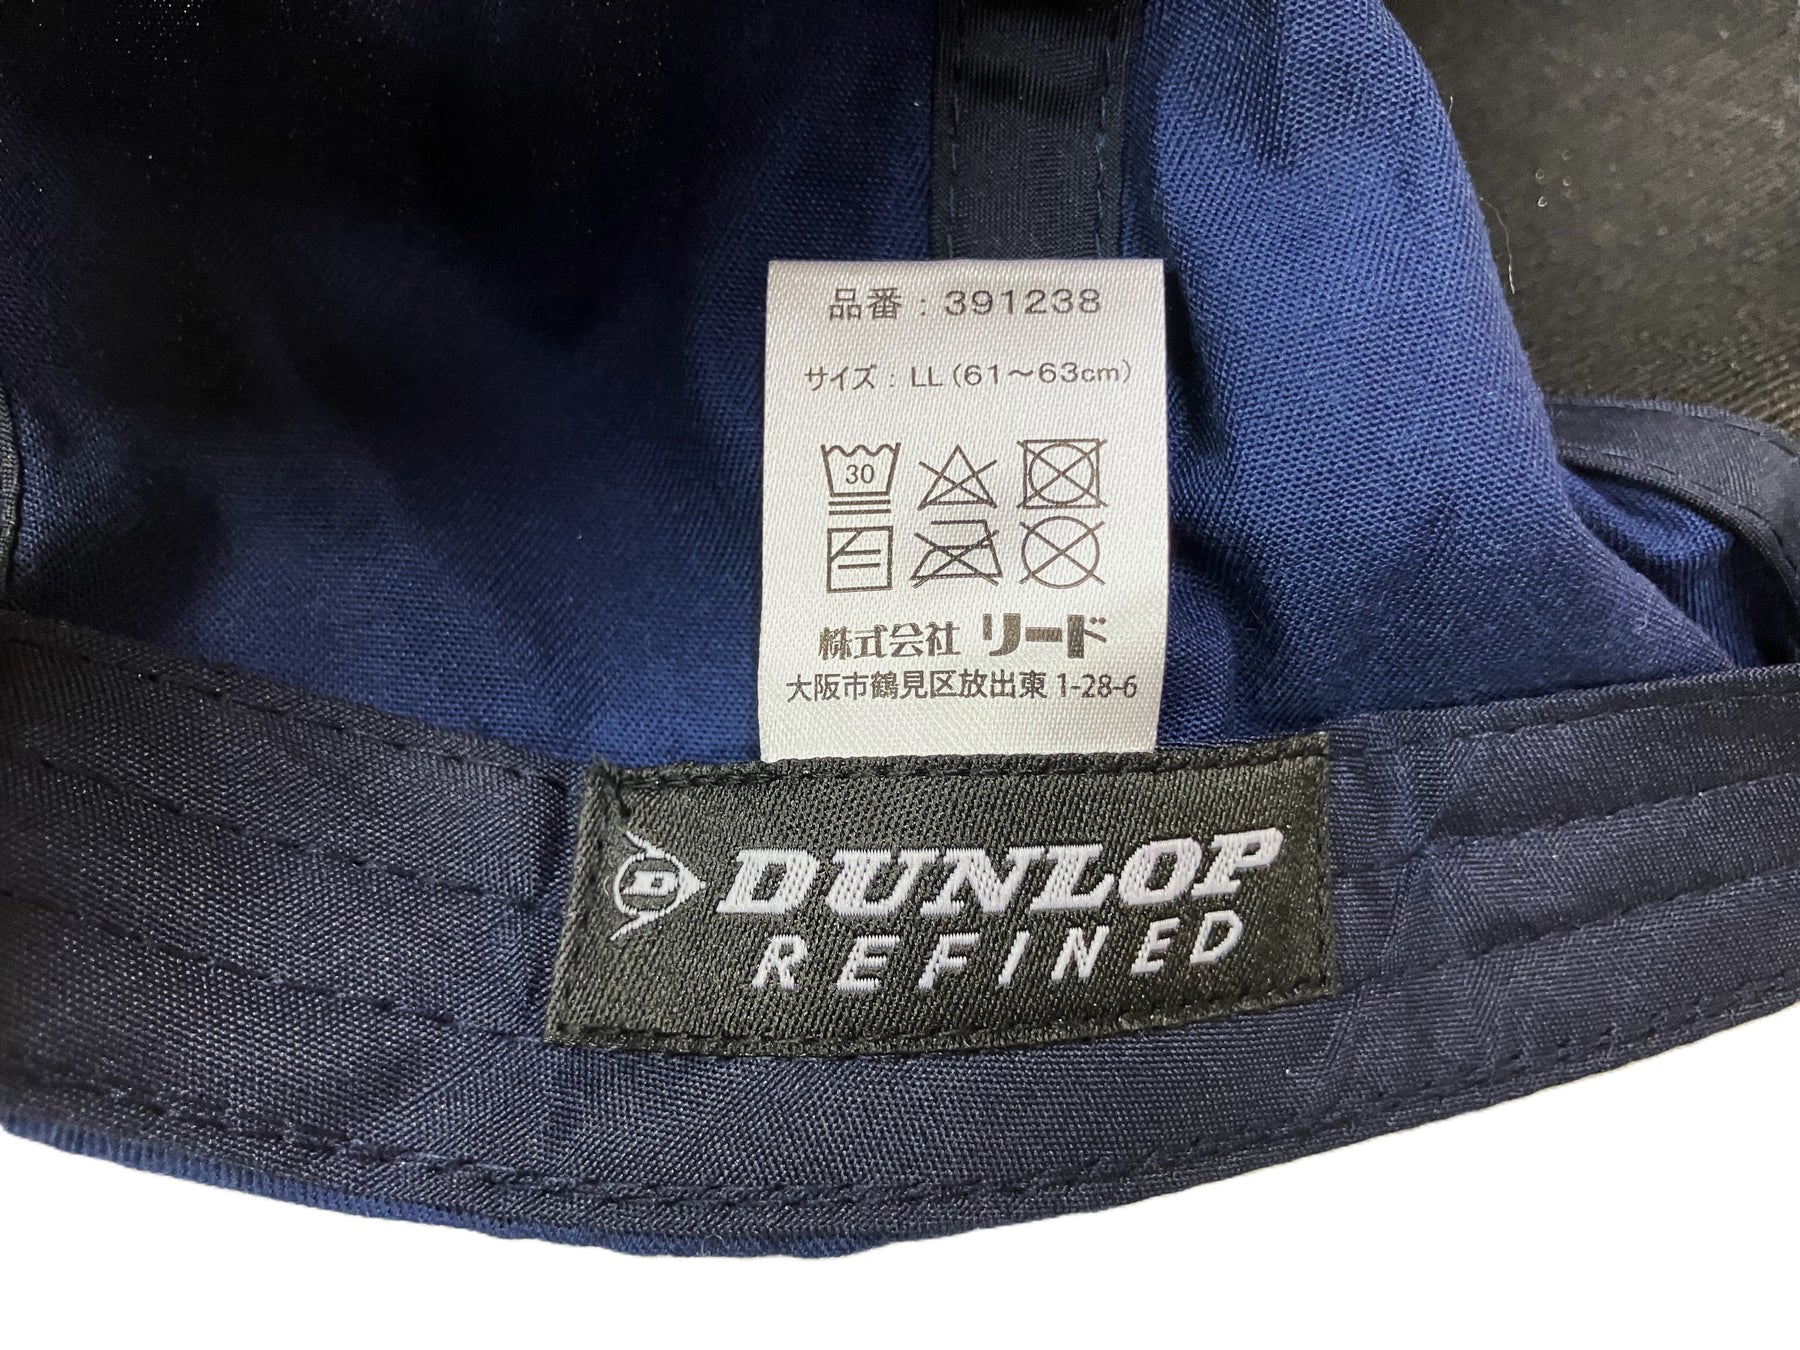 品番：391238
サイズ：LL（61～63cm）
30
株式会社 リード
大阪市鶴見区放出東 1-28-6
D DUNLOP
REFINED